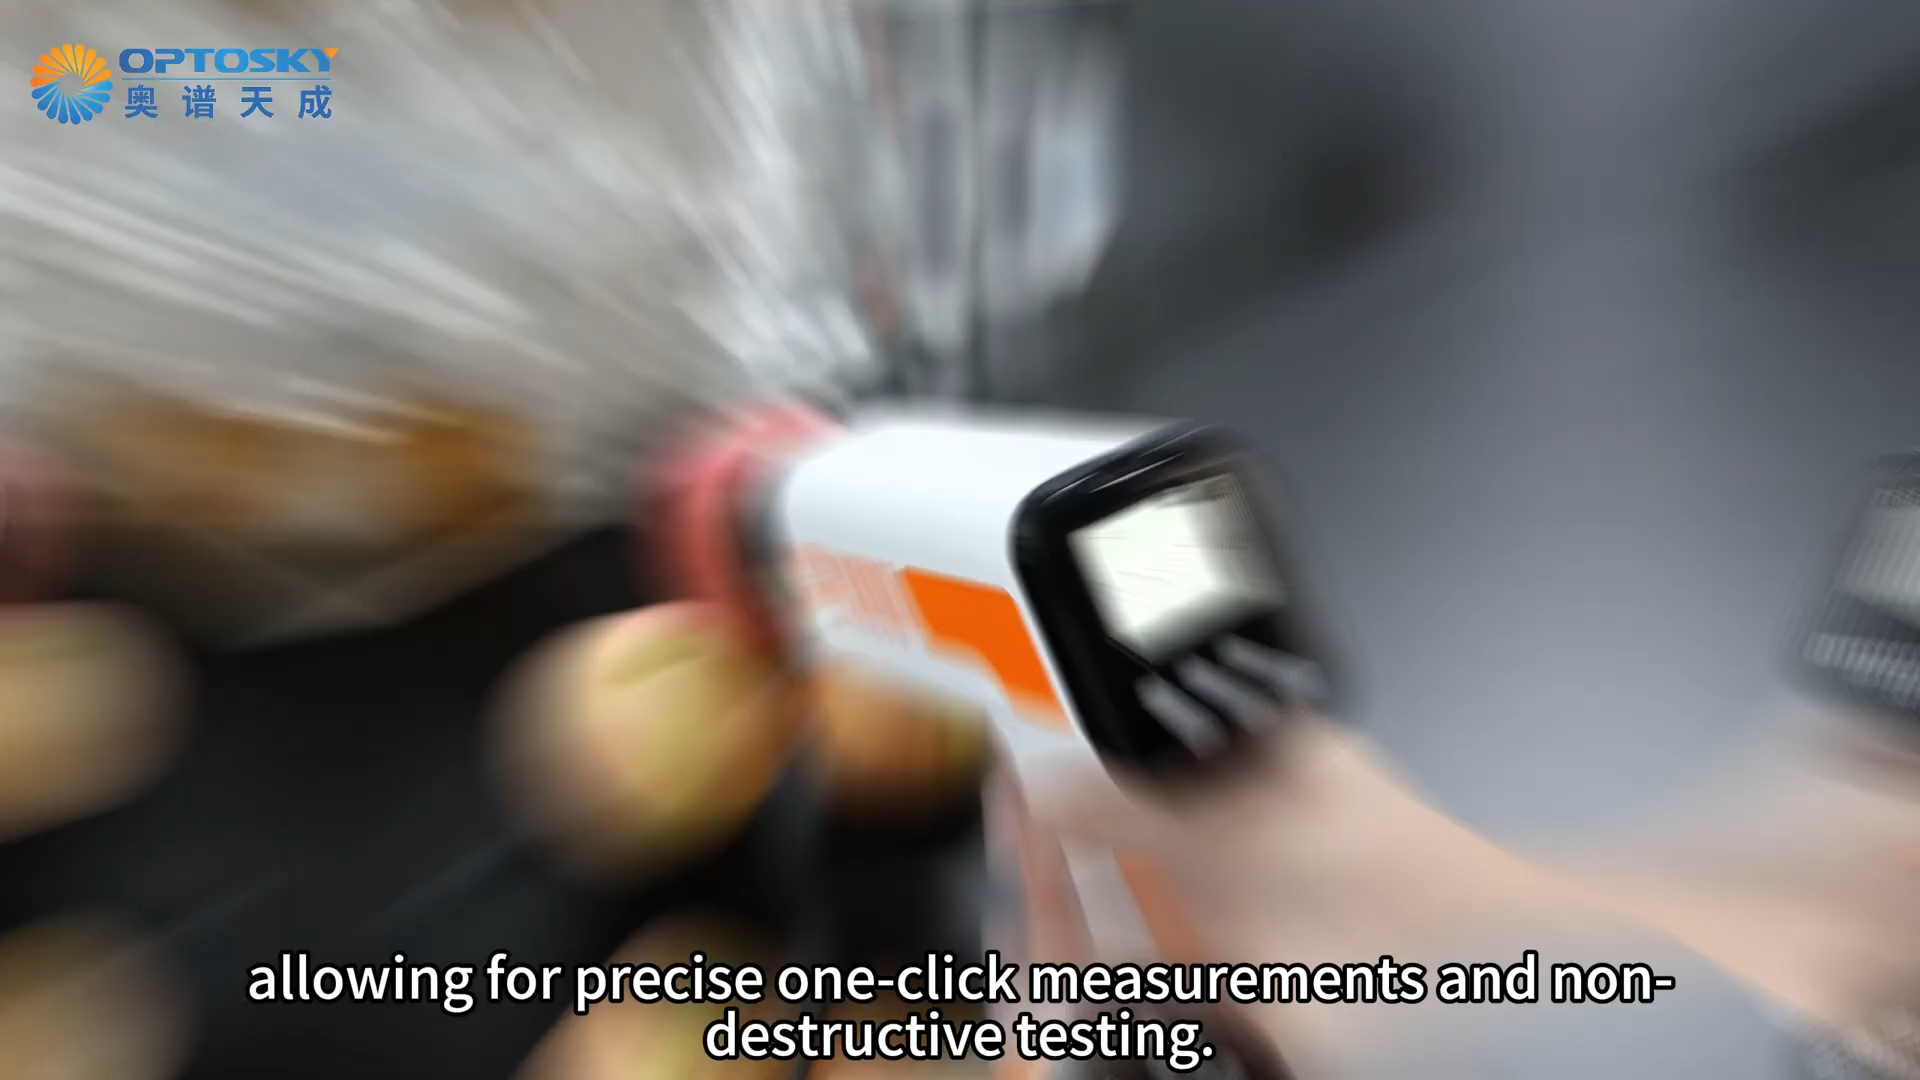 OPTOSKY
奥谱天成
allowing for precise one-click measurements and non-
destructive testing.